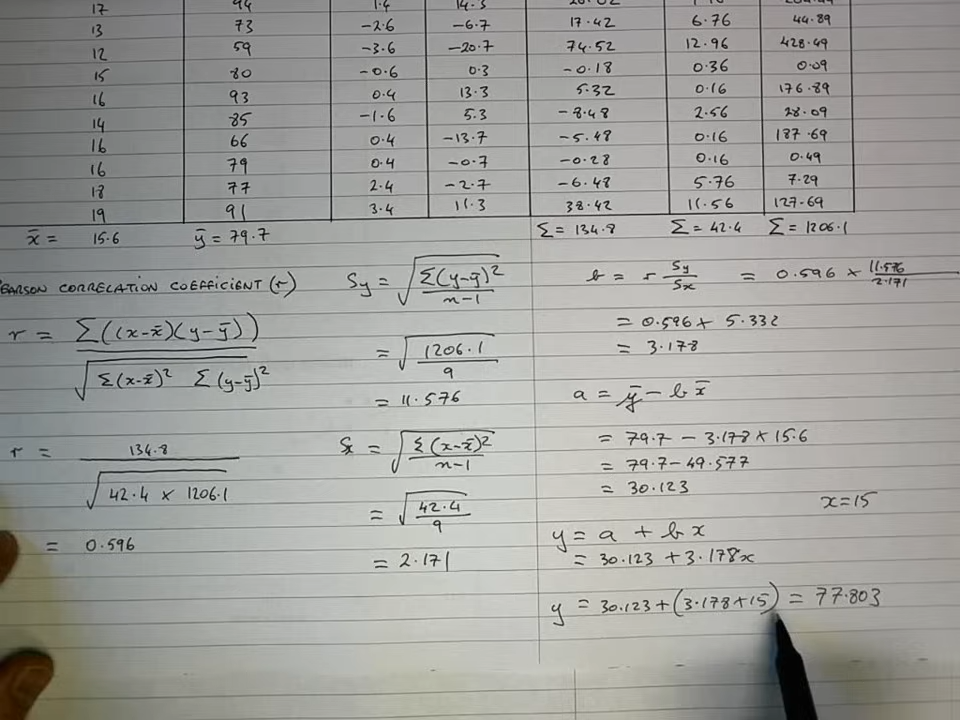 17 94 1.4 14.3
13 73 -2.6 -6.7 17.42 6.76 44.89
12 59 -3.6 -20.7 74.52 12.96 428.49
15 80 -0.6 0.3 -0.18 0.36 0.09
16 93 0.4 13.3 5.32 0.16 176.89
14 85 -1.6 5.3 -8.48 2.56 28.09
16 66 0.4 -13.7 -5.48 0.16 187.69
16 79 0.4 -0.7 -0.28 0.16 0.49
18 77 2.4 -2.7 -6.48 5.76 7.29
19 91 3.4 11.3 38.42 11.56 127.69
x̄ = 15.6 ȳ = 79.7 Σ = 134.8 Σ = 42.4 Σ = 1206.1
EARSON CORRELATION COEFFICIENT (r)
r = Σ((x-x̄)(y-ȳ)) / √(Σ(x-x̄)² Σ(y-ȳ)²)
r = 134.8 / √(42.4 × 1206.1)
= 0.596
Sy = √(Σ(y-ȳ)² / n-1)
= √(1206.1 / 9)
= 11.576
Sx = √(Σ(x-x̄)² / n-1)
= √(42.4 / 9)
= 2.171
b = r Sy/Sx = 0.596 × 11.576/2.171
= 0.596 × 5.332
= 3.178
a = ȳ - b x̄
= 79.7 - 3.178 × 15.6
= 79.7 - 49.577
= 30.123
x=15
y = a + b x
= 30.123 + 3.178x
y = 30.123 + (3.178 × 15) = 77.803